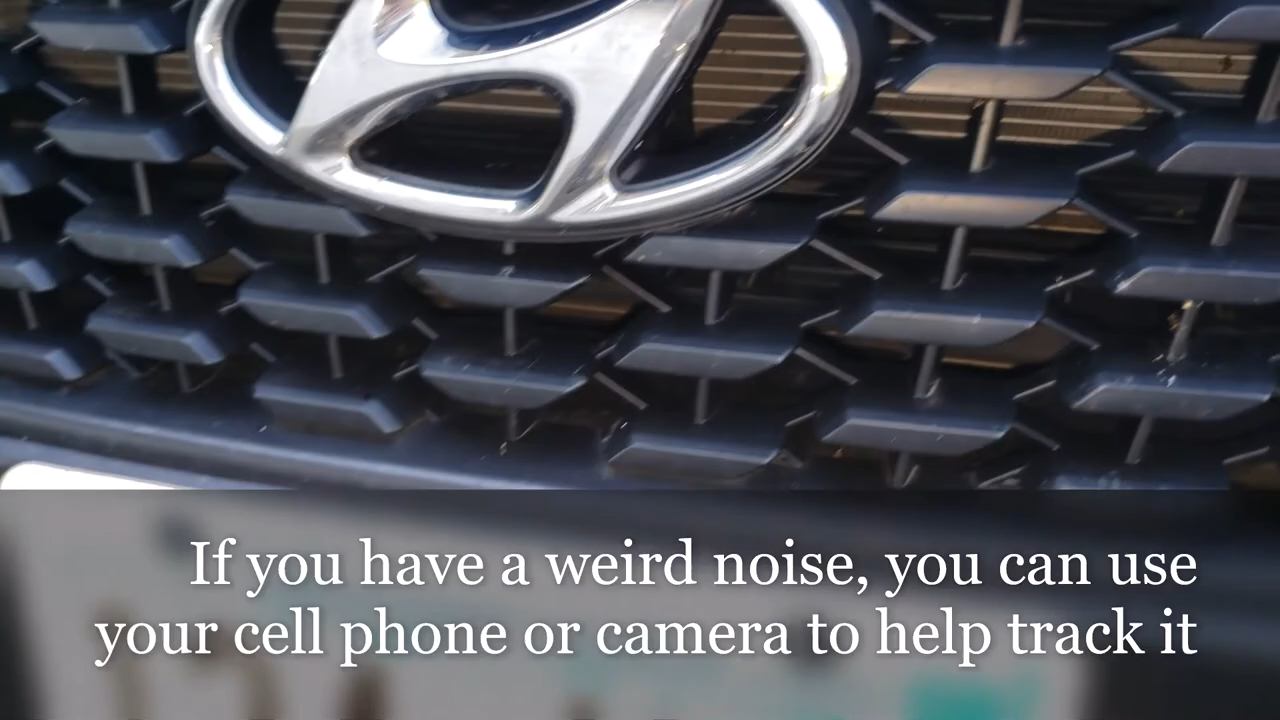 If you have a weird noise, you can use
your cell phone or camera to help track it